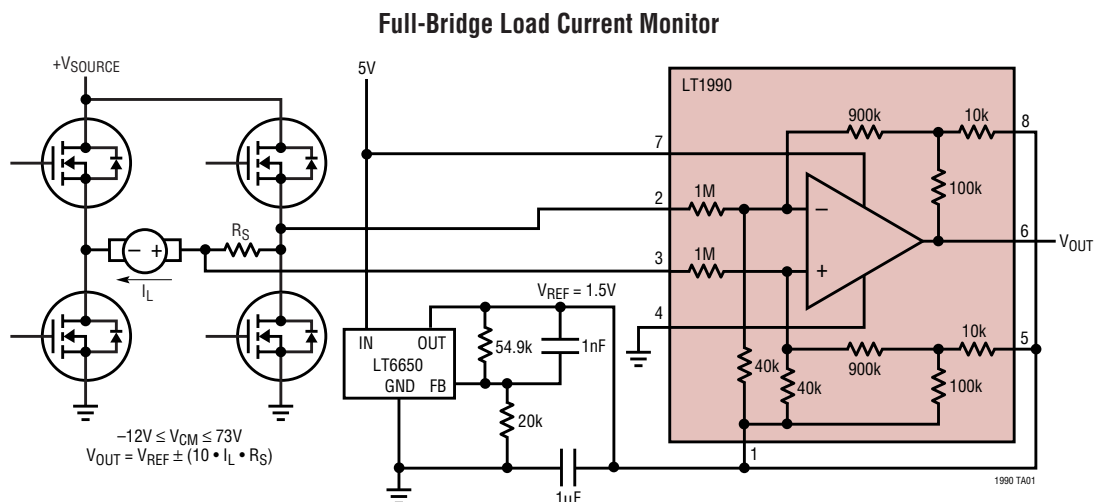 Full-Bridge Load Current Monitor
+VSOURCE
5V
LT1990
900k
10k
8
7
100k
2
1M
−
RS
6
VOUT
− +
3
1M
+
IL
VREF = 1.5V
4
10k
5
IN OUT
54.9k
1nF
LT6650
40k
900k
GND FB
40k
100k
20k
–12V ≤ VCM ≤ 73V
VOUT = VREF ± (10 • IL • RS)
1
1990 TA01
1µF